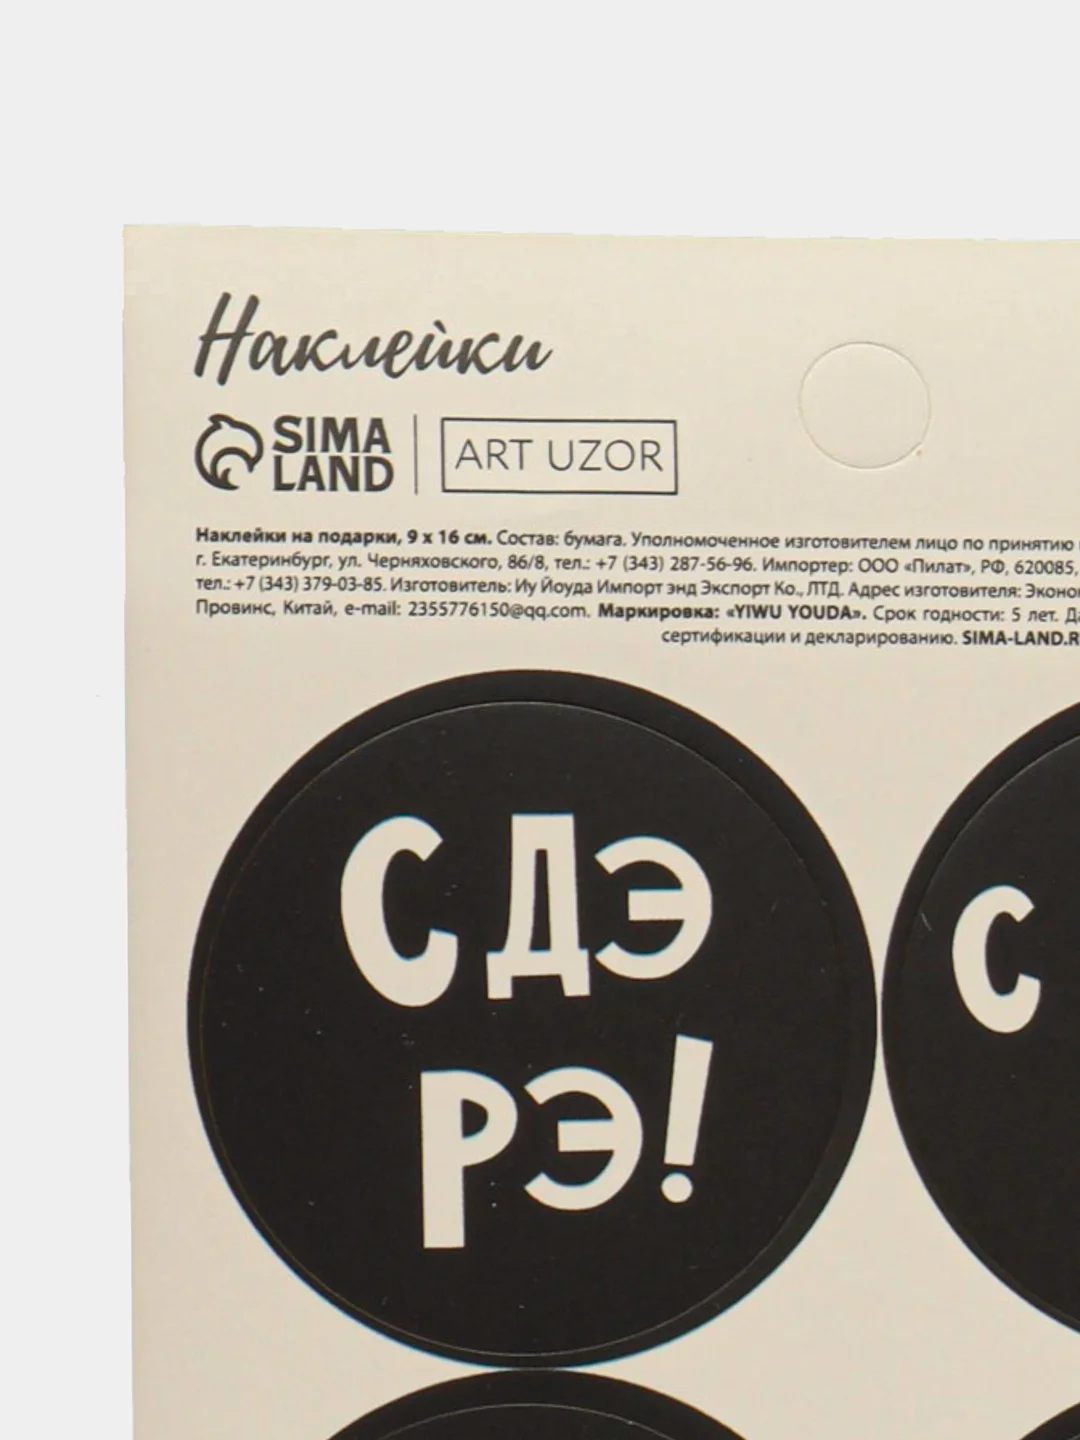 Наклейки
SIMA LAND | ART UZOR
Наклейки на подарки, 9 х 16 см. Состав: бумага. Уполномоченное изготовителем лицо по принятию
г. Екатеринбург, ул. Черняховского, 86/8, тел.: +7 (343) 287-56-96. Импортер: ООО «Пилат», РФ, 620085,
тел.: +7 (343) 379-03-85. Изготовитель: Иу Йоуда Импорт энд Экспорт Ко., ЛТД. Адрес изготовителя: Эконо
Провинс, Китай, e-mail: 2355776150@qq.com. Маркировка: «YIWU YOUDA». Срок годности: 5 лет. Да
сертификации и декларированию. SIMA-LAND.R
С ДЭ
РЭ!
С